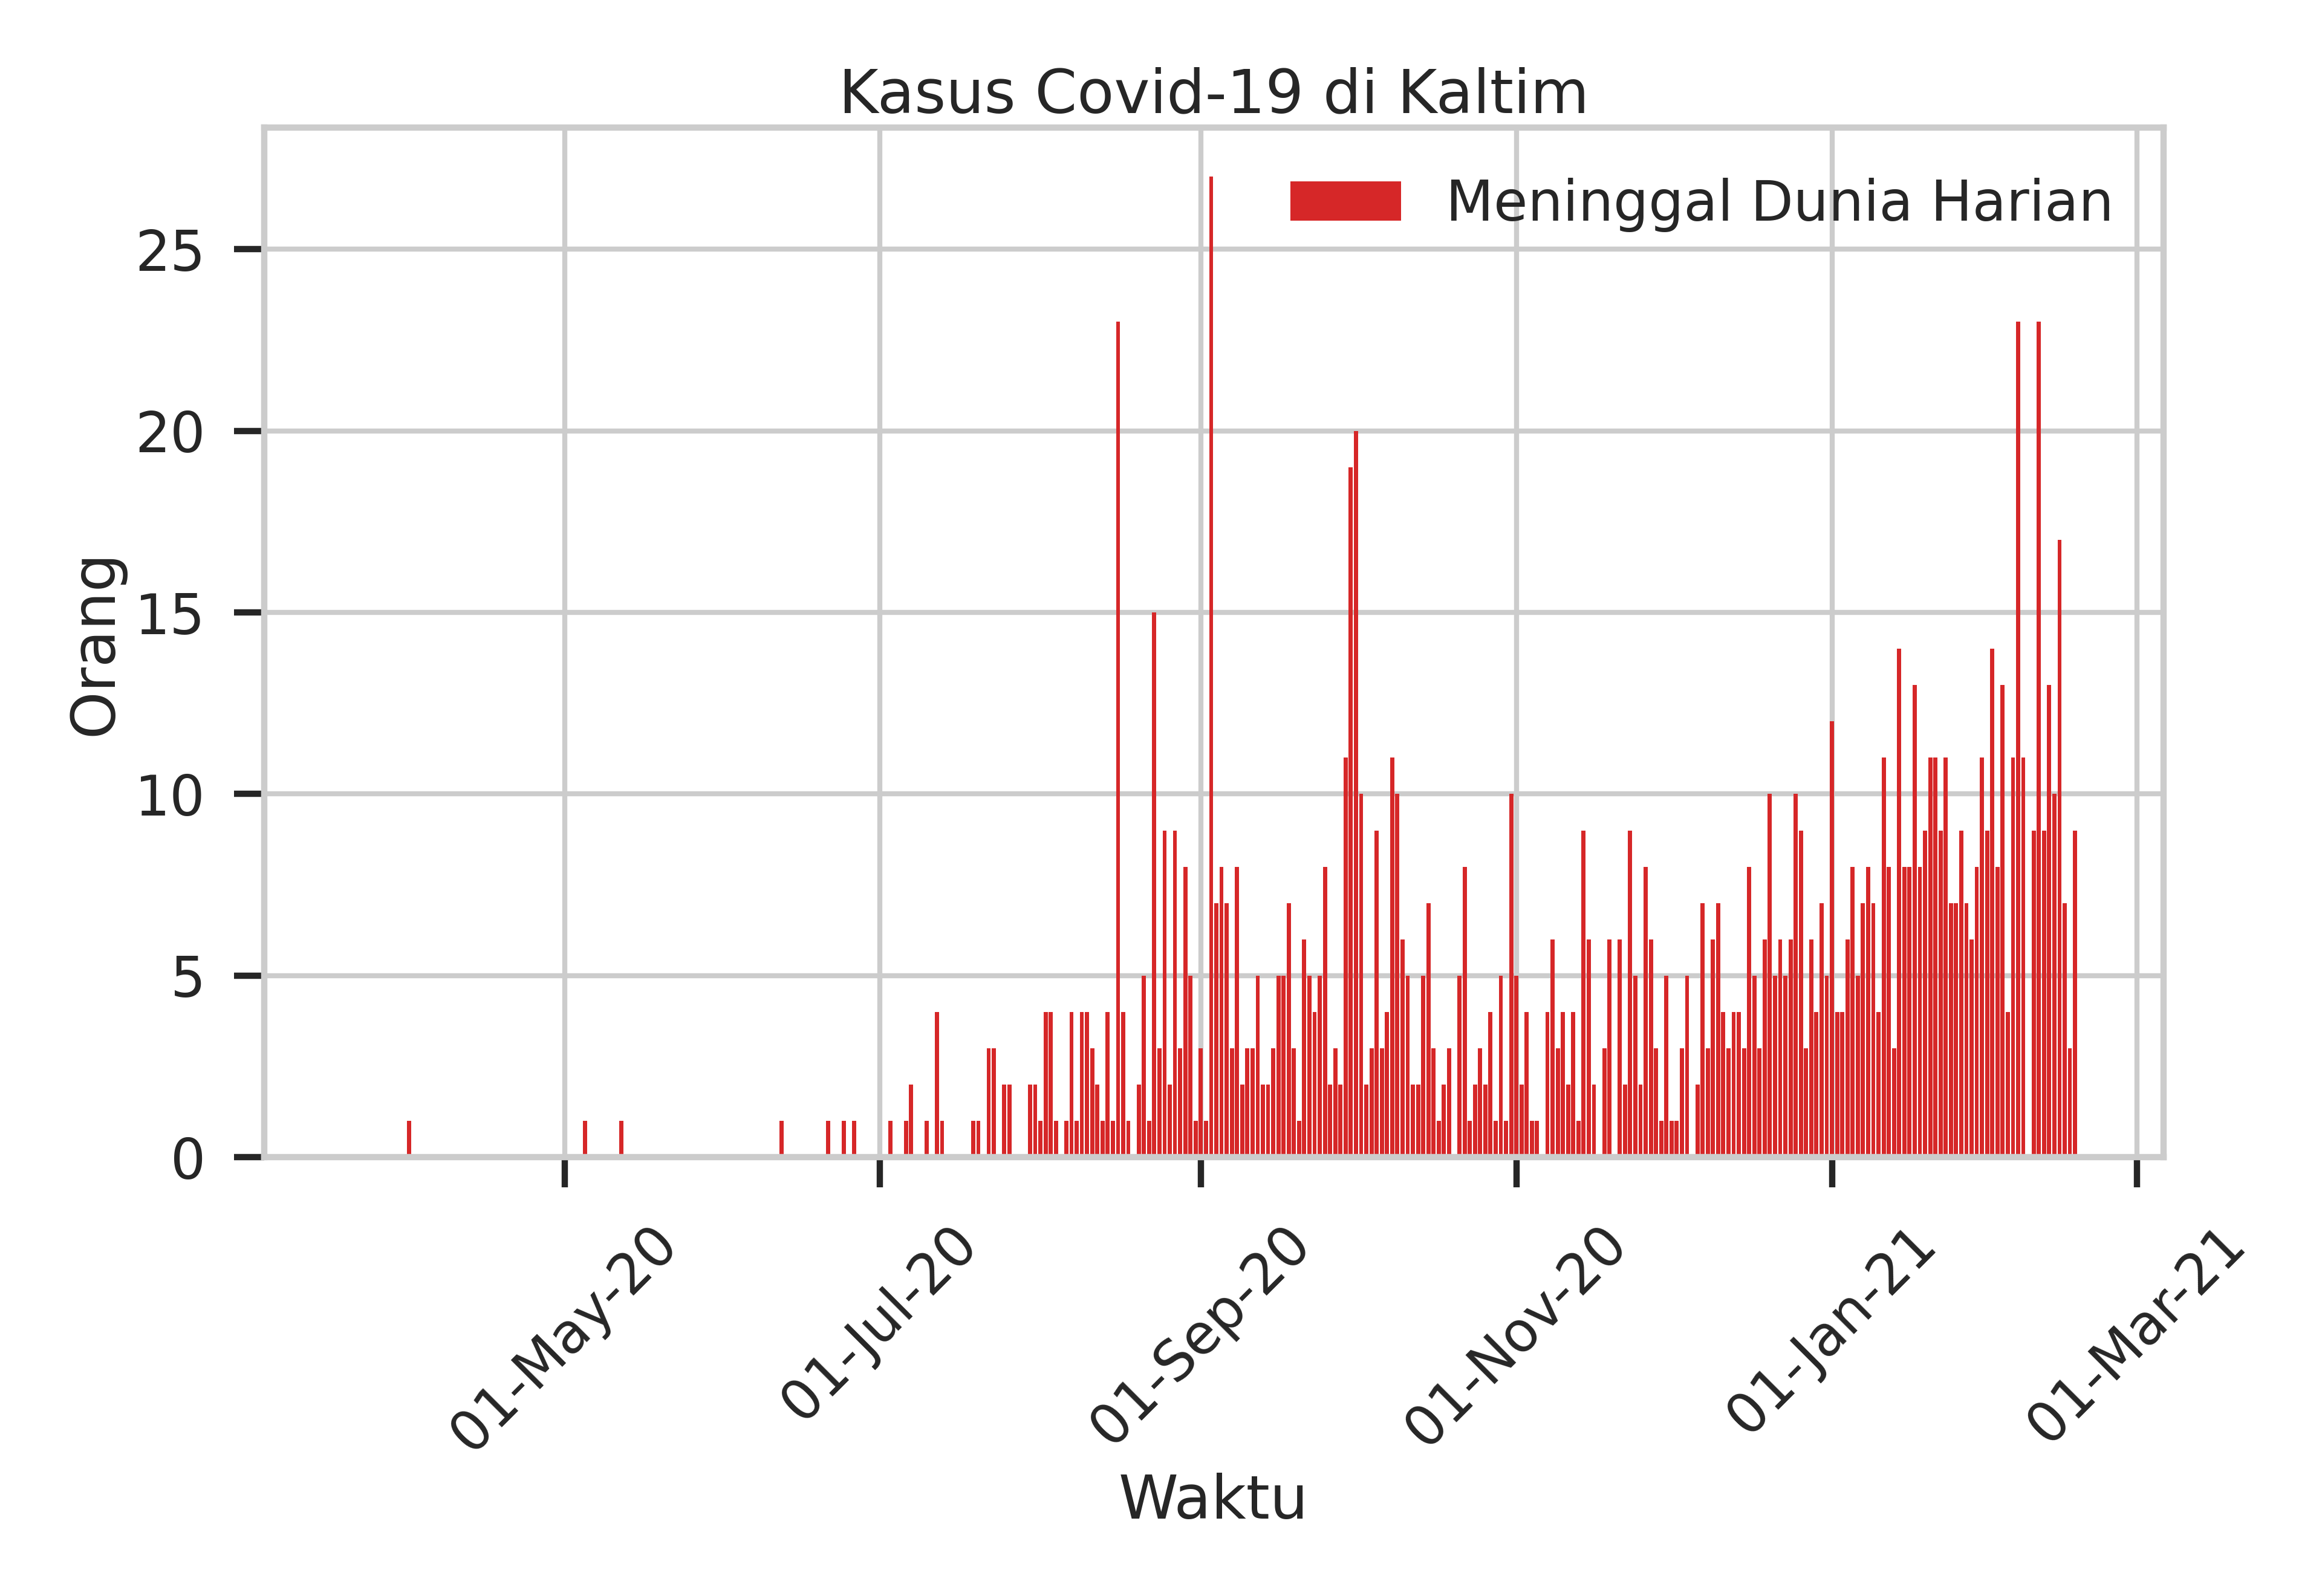 Kasus Covid-19 di Kaltim
Meninggal Dunia Harian
25
20
15
10
5
0
Orang
01-May-20
01-Jul-20
01-Sep-20
01-Nov-20
01-Jan-21
01-Mar-21
Waktu